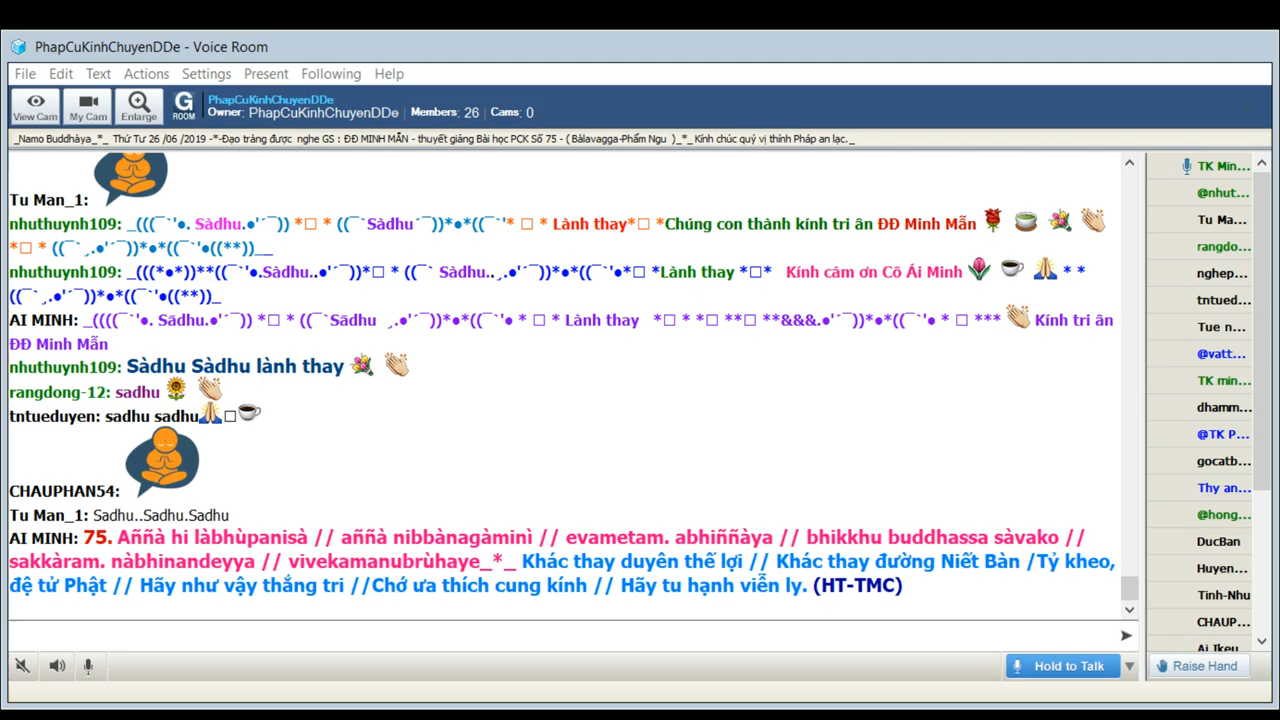 PhapCuKinhChuyenDDe - Voice Room
File Edit Text Actions Settings Present Following Help
View Cam My Cam Enlarge G ROOM PhapCuKinhChuyenDDe
Owner: PhapCuKinhChuyenDDe Members: 26 Cams: 0
_Namo Buddhàya_*_ Thứ Tư 26 /06 /2019 -*-Đạo tràng được nghe GS : ĐĐ MINH MẪN - thuyết giảng Bài học PCK Số 75 - ( Bàlavagga-Phẩm Ngu )_*_Kính chúc quý vị thính Pháp an lạc._
Tu Man_1:
nhuthuynh109: _(((¯`'●. Sàdhu.●'´¯)) *□ * ((¯`Sàdhu´¯))*●*((¯`'* □ * Lành thay*□ *Chúng con thành kính tri ân ĐĐ Minh Mẫn
*□ * ((¯`¸.●'´¯))*●*((¯`'●((**))__
nhuthuynh109: _(((*●*))**((¯`'●.Sàdhu..●'´¯))*□ * ((¯` Sàdhu..¸.●'´¯))*●*((¯`'●*□ *Lành thay *□* Kính cám ơn Cô Ái Minh * *
((¯`¸.●'´¯))*●*((¯`'●((**))_
AI MINH: _((((¯`'●. Sādhu.●'´¯)) *□ * ((¯`Sādhu ¸.●'´¯))*●*((¯`'● * □ * Lành thay *□ * *□ **□ **&&&.●'´¯))*●*((¯`'● * □ *** Kính tri ân
ĐĐ Minh Mẫn
nhuthuynh109: Sàdhu Sàdhu lành thay
rangdong-12: sadhu
tntueduyen: sadhu sadhu □
CHAUPHAN54:
Tu Man_1: Sadhu..Sadhu.Sadhu
AI MINH: 75. Aññà hi làbhùpanisà // aññà nibbànagàminì // evametam. abhiññàya // bhikkhu buddhassa sàvako //
sakkàram. nàbhinandeyya // vivekamanubrùhaye_*_ Khác thay duyên thế lợi // Khác thay đường Niết Bàn /Tỷ kheo,
đệ tử Phật // Hãy như vậy thắng tri //Chớ ưa thích cung kính // Hãy tu hạnh viễn ly. (HT-TMC)
TK Min...
@nhut...
Tu Ma...
rangdo...
nghep...
tntued...
Tue n...
@vatt...
TK min...
dhamm...
@TK P...
gocatb...
Thy an...
@hong...
DucBan
Huyen...
Tinh-Nhu
CHAUP...
Ai Ikeu
Hold to Talk
Raise Hand